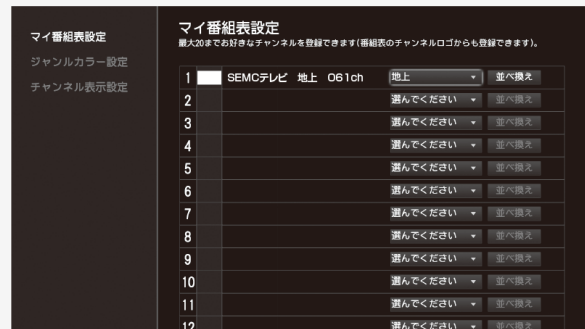 マイ番組表設定
ジャンルカラー設定
チャンネル表示設定
マイ番組表設定
最大20までお好きなチャンネルを登録できます(番組表のチャンネルロゴからも登録できます)。
1 SEMCテレビ 地上 061ch 地上 並べ換え
2 選んでください 並べ換え
3 選んでください 並べ換え
4 選んでください 並べ換え
5 選んでください 並べ換え
6 選んでください 並べ換え
7 選んでください 並べ換え
8 選んでください 並べ換え
9 選んでください 並べ換え
10 選んでください 並べ換え
11 選んでください 並べ換え
12 選んでください 並べ換え